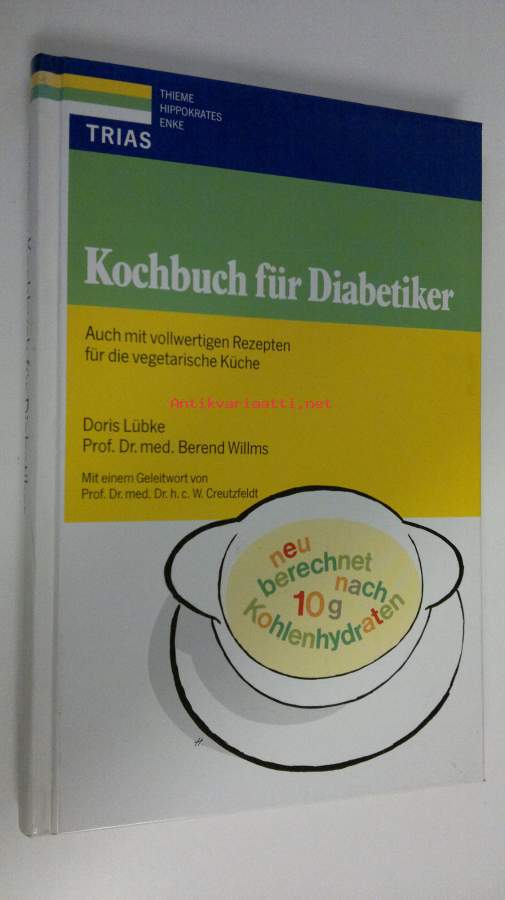 THIEME
HIPPOKRATES
ENKE
TRIAS
Kochbuch für Diabetiker
Auch mit vollwertigen Rezepten
für die vegetarische Küche
Antikvariaatti.net
Doris Lübke
Prof. Dr. med. Berend Willms
Mit einem Geleitwort von
Prof. Dr. med. Dr. h. c. W. Creutzfeldt
neu
berechnet
nach
10 g
Kohlenhydraten